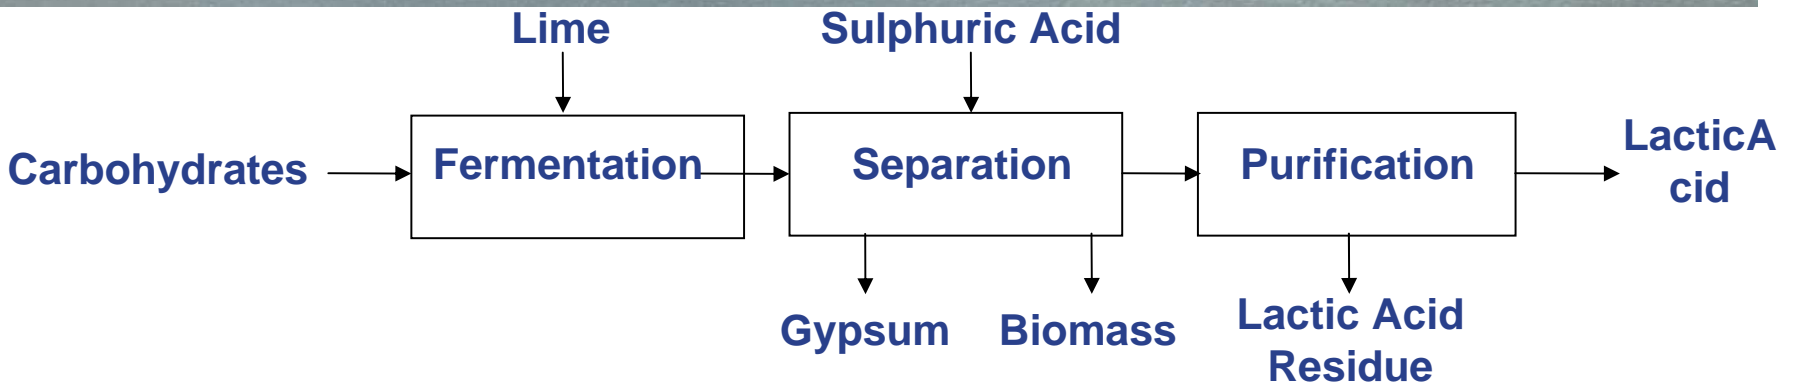 Lime
Sulphuric Acid
Carbohydrates
Fermentation
Separation
Purification
LacticA
cid
Gypsum
Biomass
Lactic Acid
Residue